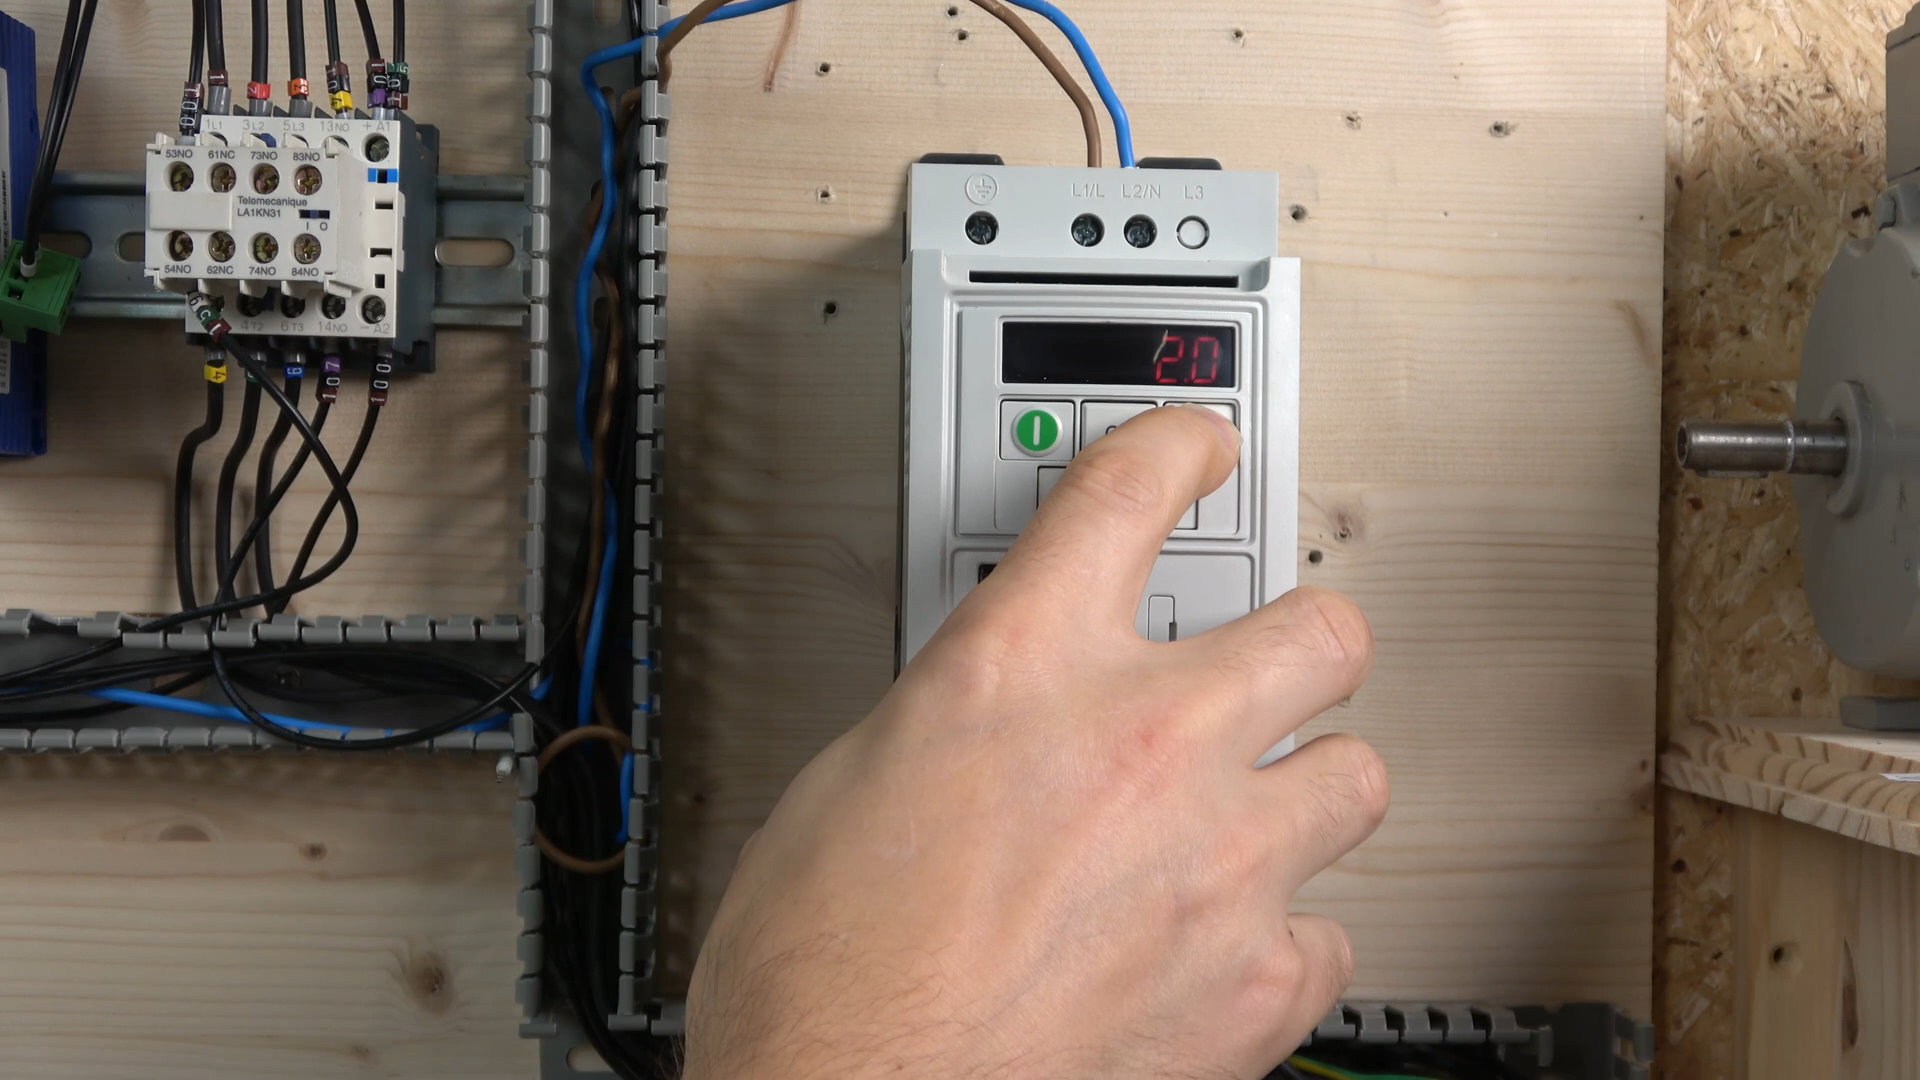 1L1 3L2 5L3 13NO + A1
53NO 61NC 73NO 83NO
Telemecanique
LA1KN31
I O
54NO 62NC 74NO 84NO
4T2 6T3 14NO - A2
L1/L L2/N L3
2.0